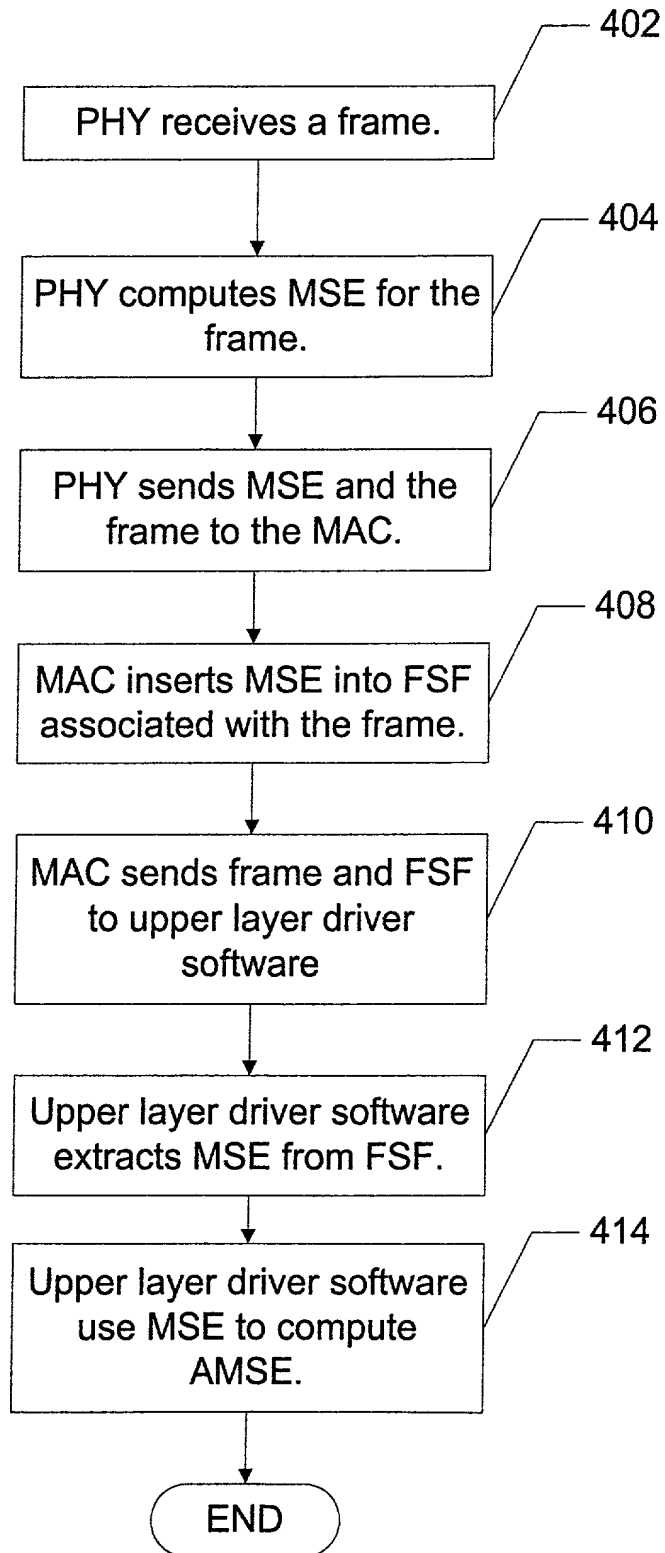 402
PHY receives a frame.
404
PHY computes MSE for the
frame.
406
PHY sends MSE and the
frame to the MAC.
408
MAC inserts MSE into FSF
associated with the frame.
410
MAC sends frame and FSF
to upper layer driver
software
412
Upper layer driver software
extracts MSE from FSF.
414
Upper layer driver software
use MSE to compute
AMSE.
END